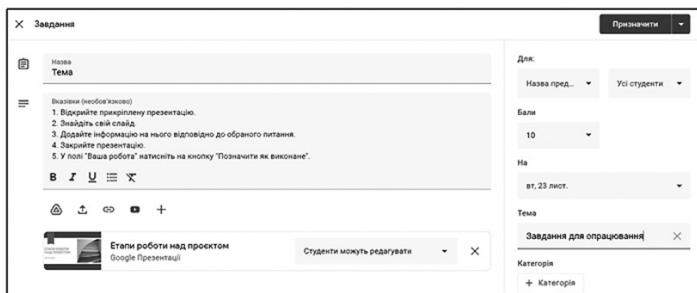 Завдання
Призначити
Назва
Тема
Вказівки (необов'язково)
1. Відкрийте прикріплену презентацію.
2. Знайдіть свій слайд.
3. Додайте інформацію на нього відповідно до обраного питання.
4. Закрийте презентацію.
5. У полі "Ваша робота" натисніть на кнопку "Позначити як виконане".
B I U
Етапи роботи над проєктом
Google Презентації
Студенти можуть редагувати
Для:
Назва пред... Усі студенти
Бали
10
На
вт, 23 лист.
Тема
Завдання для опрацювання
Категорія
+ Категорія